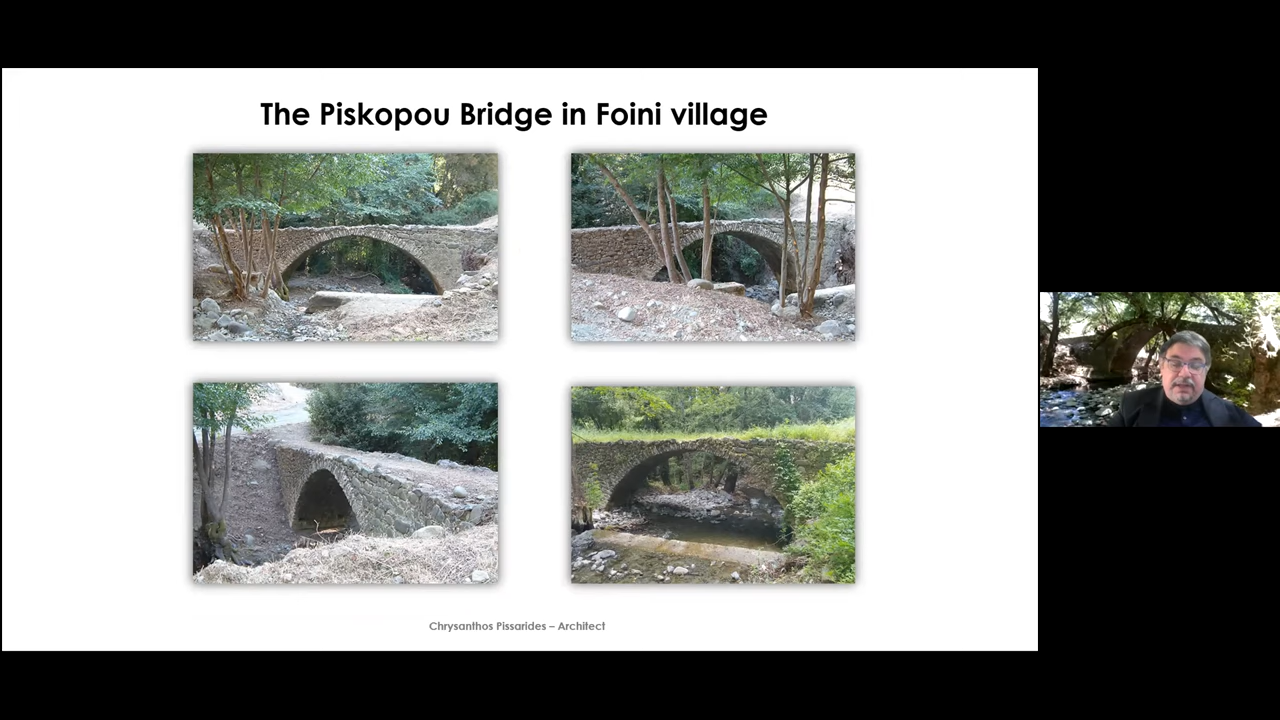 The Piskopou Bridge in Foini village
Chrysanthos Pissarides – Architect